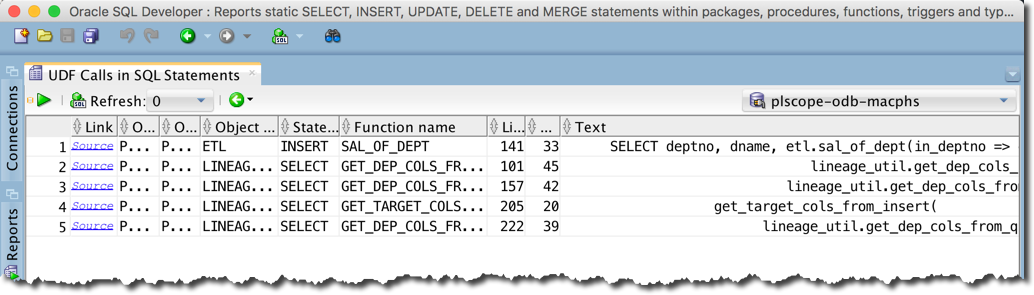 Oracle SQL Developer : Reports static SELECT, INSERT, UPDATE, DELETE and MERGE statements within packages, procedures, functions, triggers and typ...
Connections
Reports
UDF Calls in SQL Statements
Refresh: 0
plscope-odb-macphs
Link O... O... Object ... State... Function name Li... ... Text
1 Source P... P... ETL INSERT SAL_OF_DEPT 141 33 SELECT deptno, dname, etl.sal_of_dept(in_deptno =>
2 Source P... P... LINEAG... SELECT GET_DEP_COLS_FR... 101 45 lineage_util.get_dep_cols_
3 Source P... P... LINEAG... SELECT GET_DEP_COLS_FR... 157 42 lineage_util.get_dep_cols_fro
4 Source P... P... LINEAG... SELECT GET_TARGET_COLS... 205 20 get_target_cols_from_insert(
5 Source P... P... LINEAG... SELECT GET_DEP_COLS_FR... 222 39 lineage_util.get_dep_cols_from_q